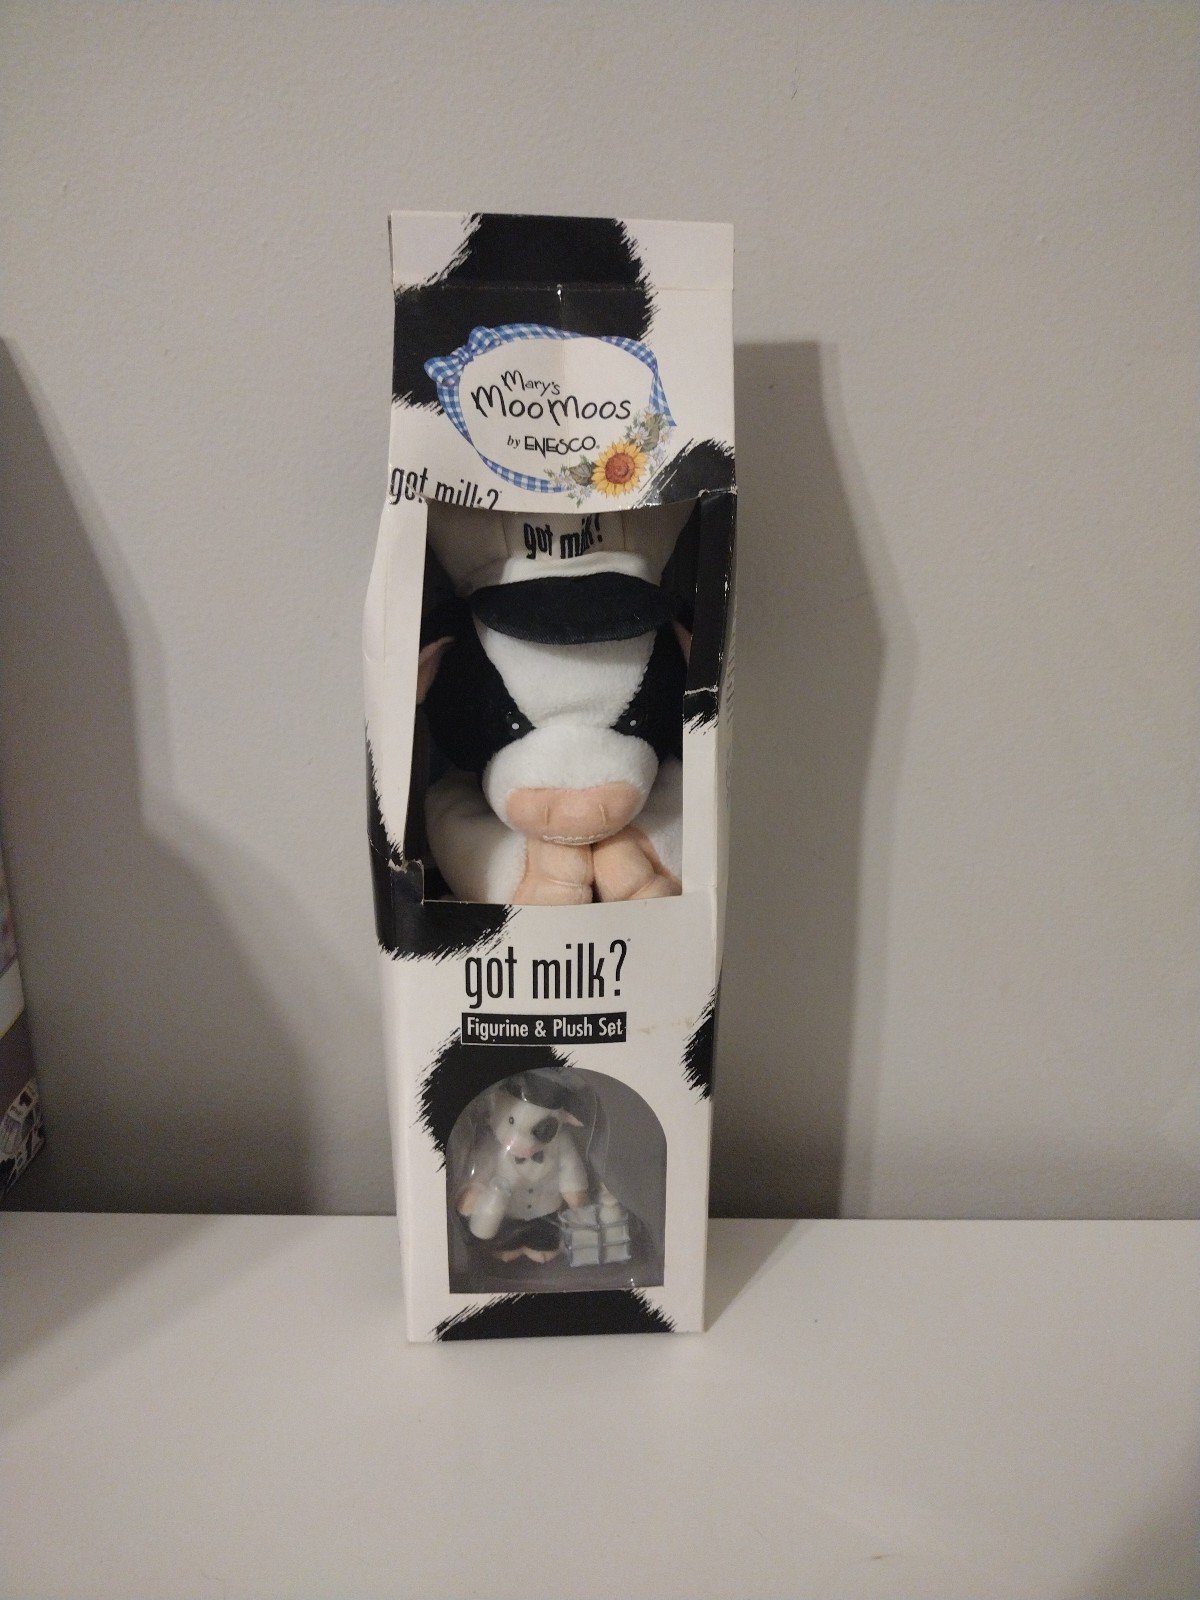 Mary's
Moo Moos
by ENESCO®
got milk?
got milk?
got milk?
Figurine & Plush Set